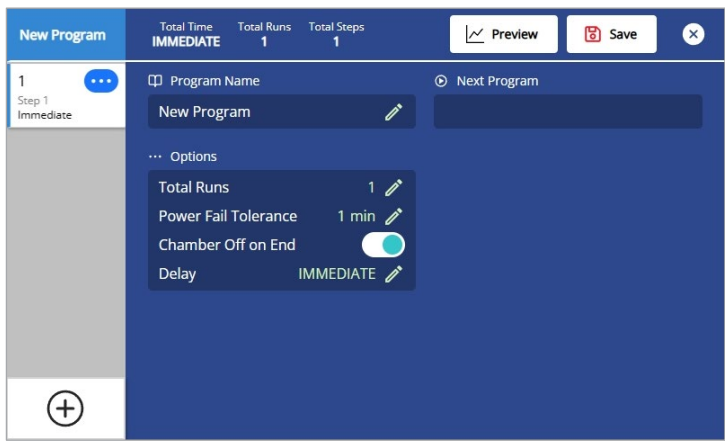 New Program
Total Time
IMMEDIATE
Total Runs
1
Total Steps
1
Preview
Save
1
Step 1
Immediate
Program Name
New Program
Next Program
Options
Total Runs 1
Power Fail Tolerance 1 min
Chamber Off on End
Delay IMMEDIATE